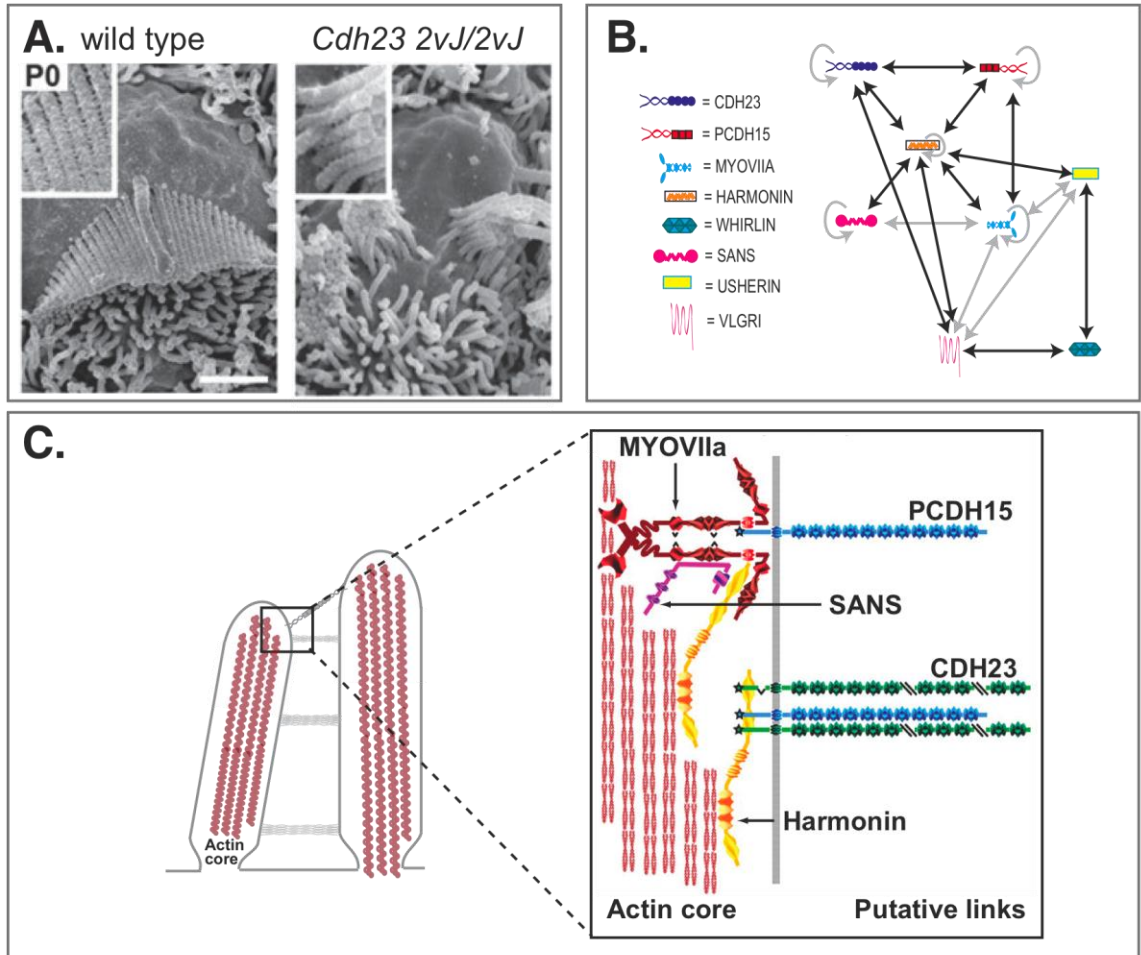 A. wild type
Cdh23 2vJ/2vJ
P0
B.
= CDH23
= PCDH15
= MYOVIIA
= HARMONIN
= WHIRLIN
= SANS
= USHERIN
= VLGRI
C.
MYOVIIa
PCDH15
SANS
CDH23
Harmonin
Actin
core
Actin core
Putative links